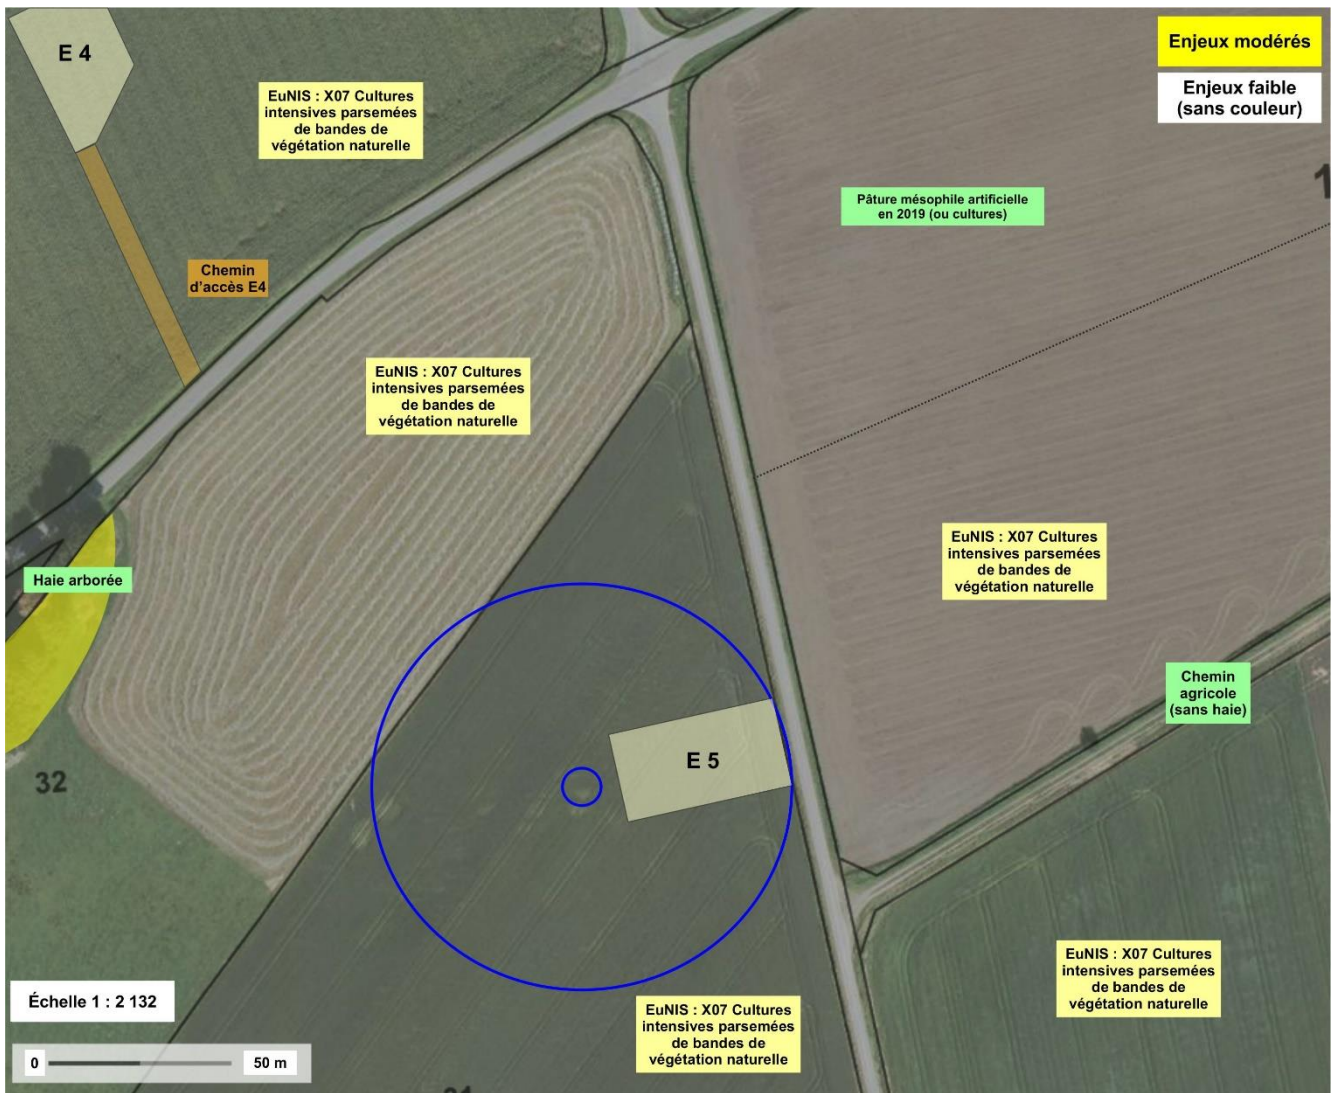 E 4
EuNIS : X07 Cultures
intensives parsemées
de bandes de
végétation naturelle
Enjeux modérés
Enjeux faible
(sans couleur)
1
Pâture mésophile artificielle
en 2019 (ou cultures)
Chemin
d'accès E4
EuNIS : X07 Cultures
intensives parsemées
de bandes de
végétation naturelle
EuNIS : X07 Cultures
intensives parsemées
de bandes de
végétation naturelle
Haie arborée
Chemin
agricole
(sans haie)
E 5
32
EuNIS : X07 Cultures
intensives parsemées
de bandes de
végétation naturelle
Échelle 1 : 2 132
EuNIS : X07 Cultures
intensives parsemées
de bandes de
végétation naturelle
0 50 m